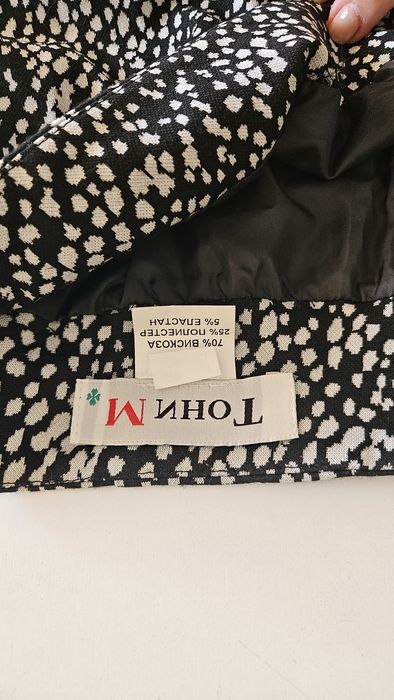 Тони М
70% ВИСКОЗА
25% ПОЛИЕСТЕР
5% ЕЛАСТАН